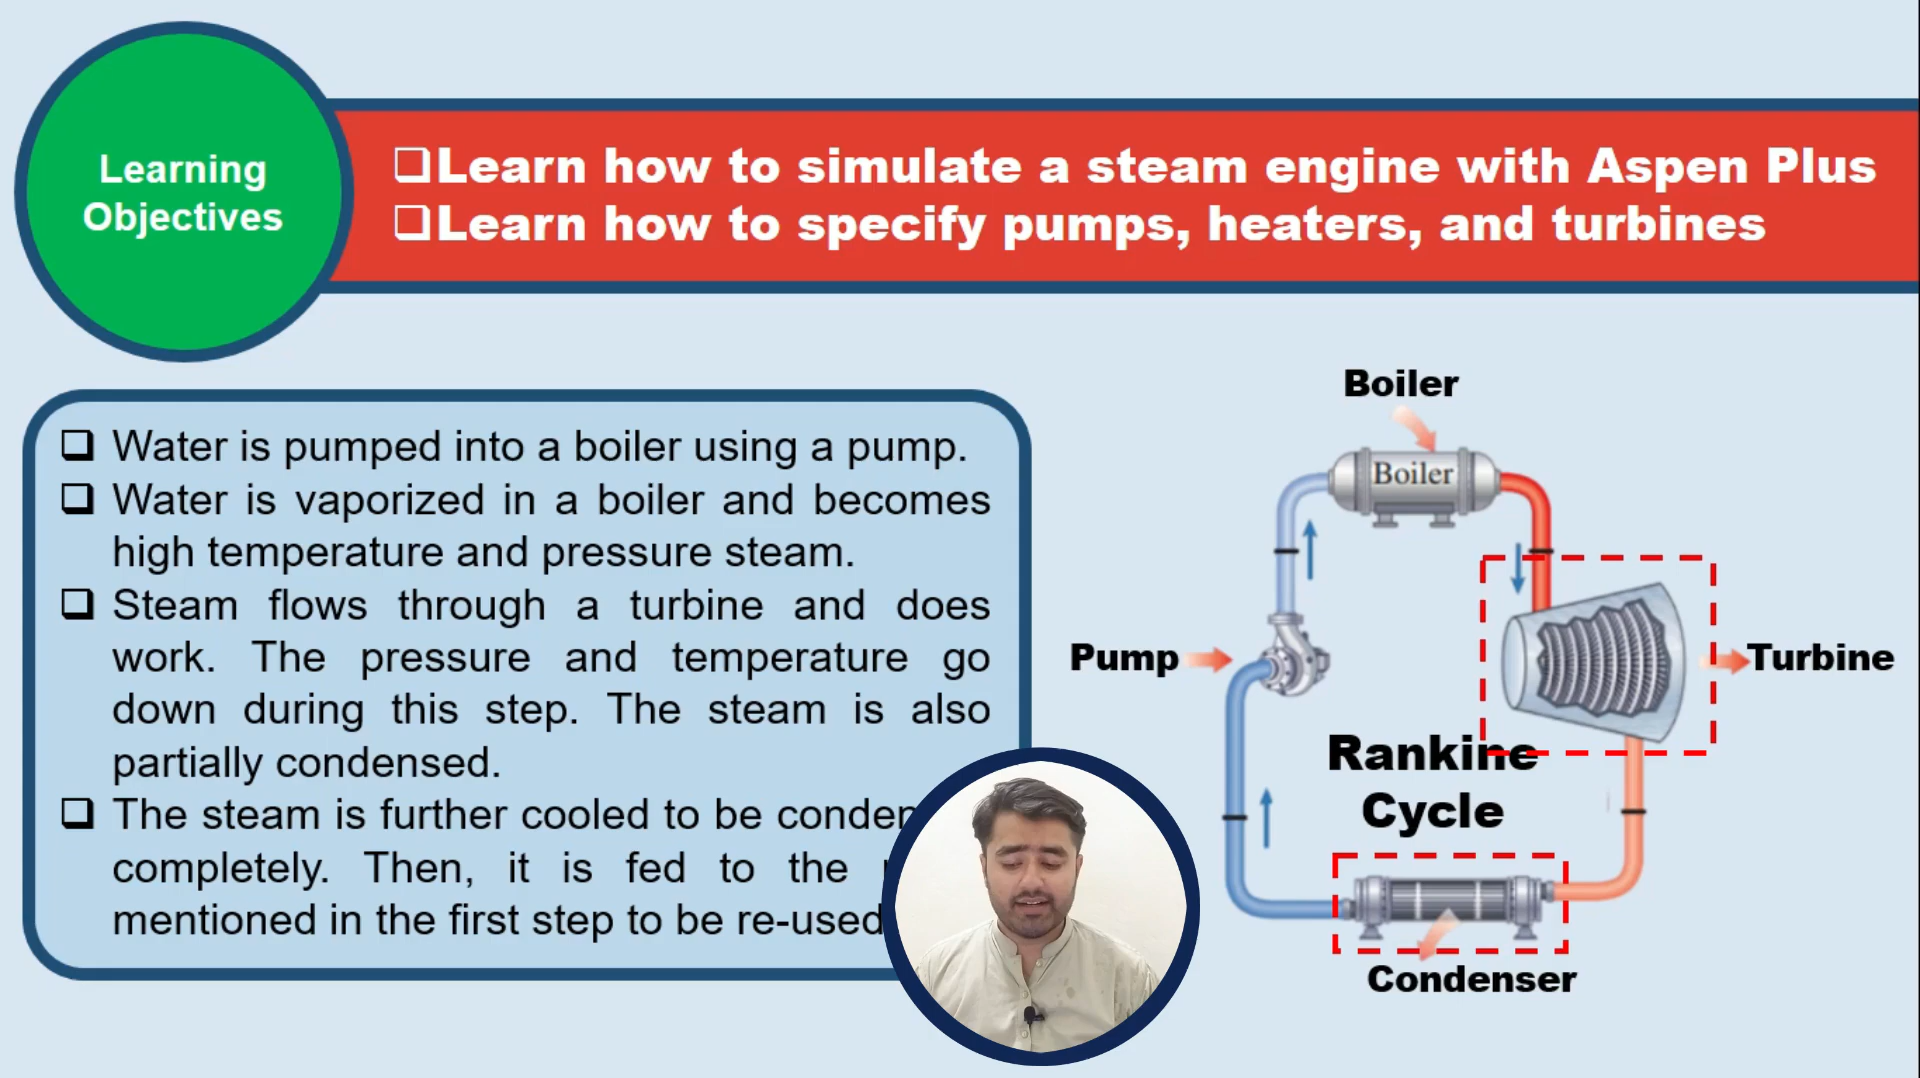 Learning
Objectives
❑Learn how to simulate a steam engine with Aspen Plus
❑Learn how to specify pumps, heaters, and turbines
❑ Water is pumped into a boiler using a pump.
❑ Water is vaporized in a boiler and becomes
high temperature and pressure steam.
❑ Steam flows through a turbine and does
work. The pressure and temperature go
down during this step. The steam is also
partially condensed.
❑ The steam is further cooled to be
completely. Then, it is fed to the
mentioned in the first step to be re-used
Boiler
Boiler
Pump
Turbine
Rankine
Cycle
Condenser